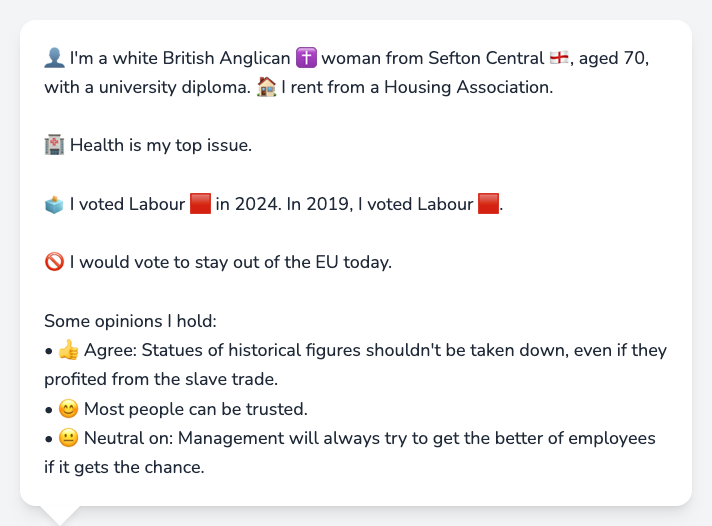 👤 I'm a white British Anglican ✝️ woman from Sefton Central 🏴󠁧󠁢󠁥󠁮󠁧󠁿, aged 70,
with a university diploma. 🏠 I rent from a Housing Association.
🏥 Health is my top issue.
🗳️ I voted Labour 🟥 in 2024. In 2019, I voted Labour 🟥.
🚫 I would vote to stay out of the EU today.
Some opinions I hold:
• 👍 Agree: Statues of historical figures shouldn't be taken down, even if they
profited from the slave trade.
• 😊 Most people can be trusted.
• 😐 Neutral on: Management will always try to get the better of employees
if it gets the chance.